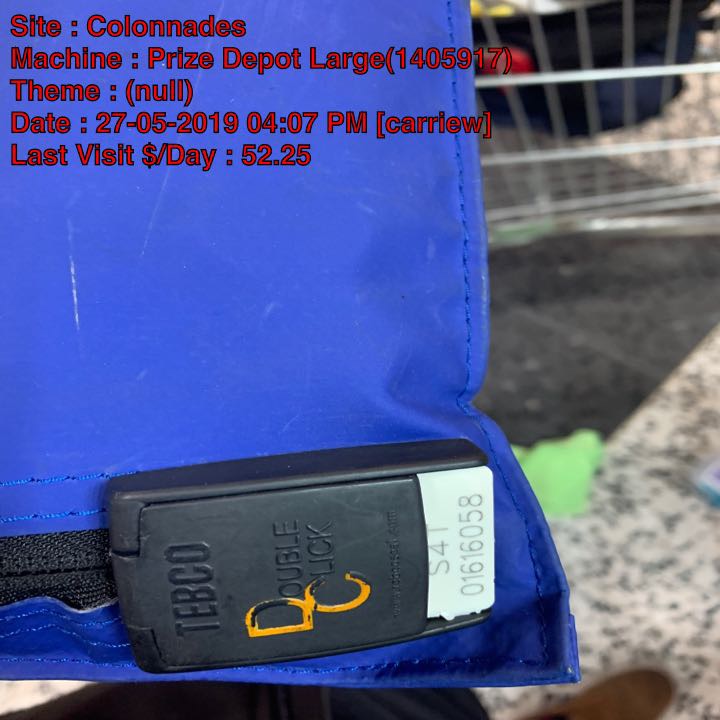 Site : Colonnades
Machine : Prize Depot Large(1405917)
Theme : (null)
Date : 27-05-2019 04:07 PM [carriew]
Last Visit $/Day : 52.25
TEBCO
DOUBLE
CLICK
S4T
01616058